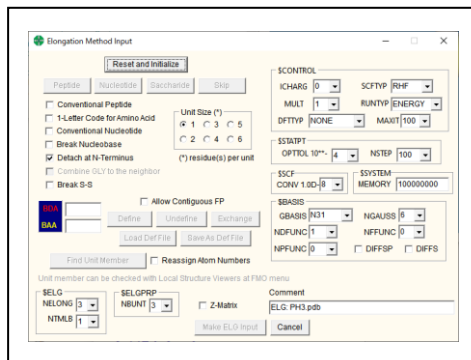 Elongation Method Input
Reset and Initialize
Peptide Nucleotide Saccharide Skip
Conventional Peptide
1-Letter Code for Amino Acid
Conventional Nucleotide
Break Nucleobase
Detach at N-Terminus
Combine GLY to the neighbor
Break S-S
Unit Size (*)
1 3 5
2 4 6
(*) residue(s) per unit
BDA
BAA
Allow Contiguous FP
Define Undefine Exchange
Load Def File Save As Def File
Find Unit Member Reassign Atom Numbers
Unit member can be checked with Local Structure Viewers at FMO menu
$ELG
NELONG 3
NTMLB 1
$ELGPRP
NBUNT 3
Z-Matrix
Make ELG Input Cancel
$CONTROL
ICHARG 0 SCFTYP RHF
MULT 1 RUNTYP ENERGY
DFTTYP NONE MAXIT 100
$STATPT
OPTTOL 10**- 4 NSTEP 100
$SCF
CONV 1.0D- 8
$SYSTEM
MEMORY 100000000
$BASIS
GBASIS N31 NGAUSS 6
NDFUNC 1 NFFUNC 0
NPFUNC 0 DIFFSP DIFFS
Comment
ELG: PH3.pdb